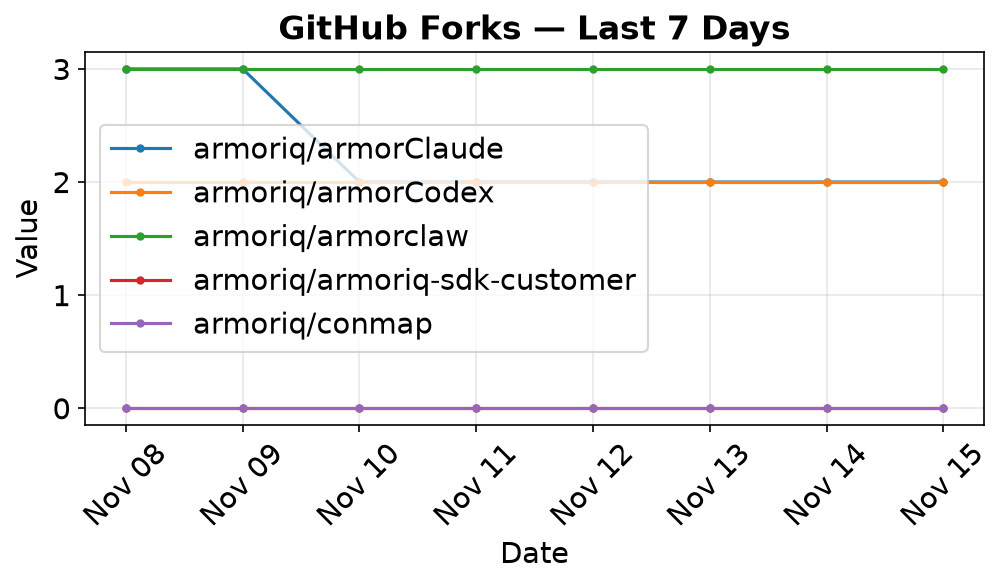 GitHub Forks — Last 7 Days
3
2
1
0
Value
armoriq/armorClaude
armoriq/armorCodex
armoriq/armorclaw
armoriq/armoriq-sdk-customer
armoriq/conmap
Nov 08
Nov 09
Nov 10
Nov 11
Nov 12
Nov 13
Nov 14
Nov 15
Date